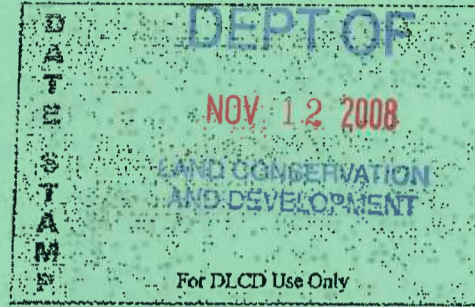 DATE STAMP
DEPT OF
NOV 12 2008
LAND CONSERVATION
AND DEVELOPMENT
For DLCD Use Only